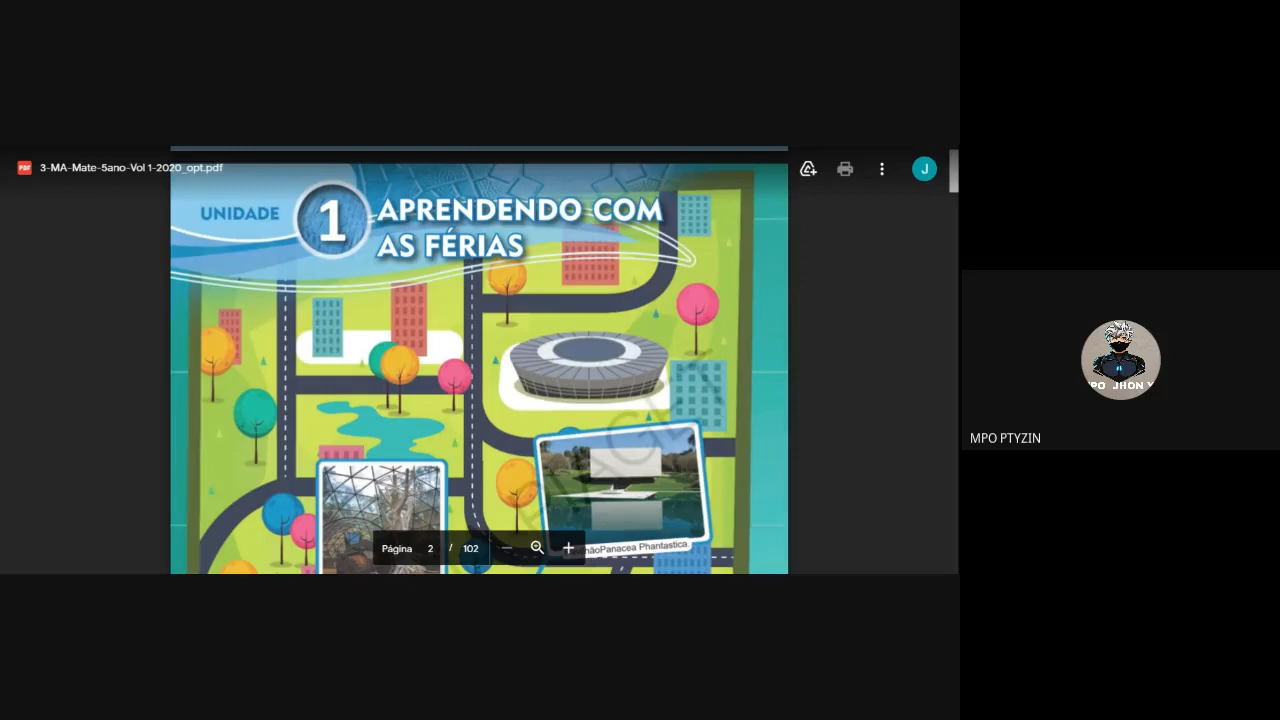 3-MA-Mate-5ano-Vol 1-2020_opt.pdf
J
UNIDADE
1
APRENDENDO COM
AS FÉRIAS
Panacea Phantastica.
Página 2 / 102
MPO PTYZIN